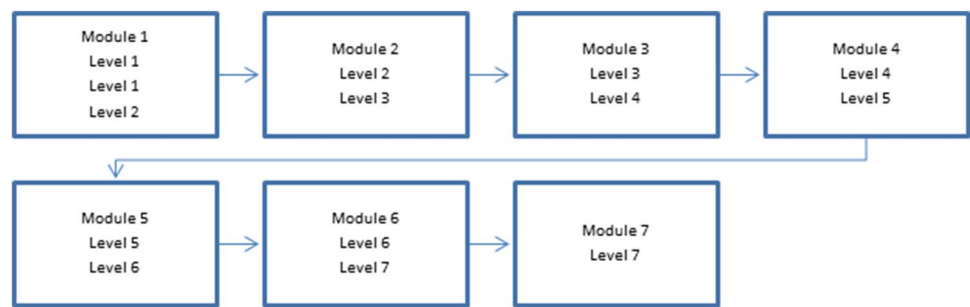 Module 1
Level 1
Level 1
Level 2
Module 2
Level 2
Level 3
Module 3
Level 3
Level 4
Module 4
Level 4
Level 5
Module 5
Level 5
Level 6
Module 6
Level 6
Level 7
Module 7
Level 7